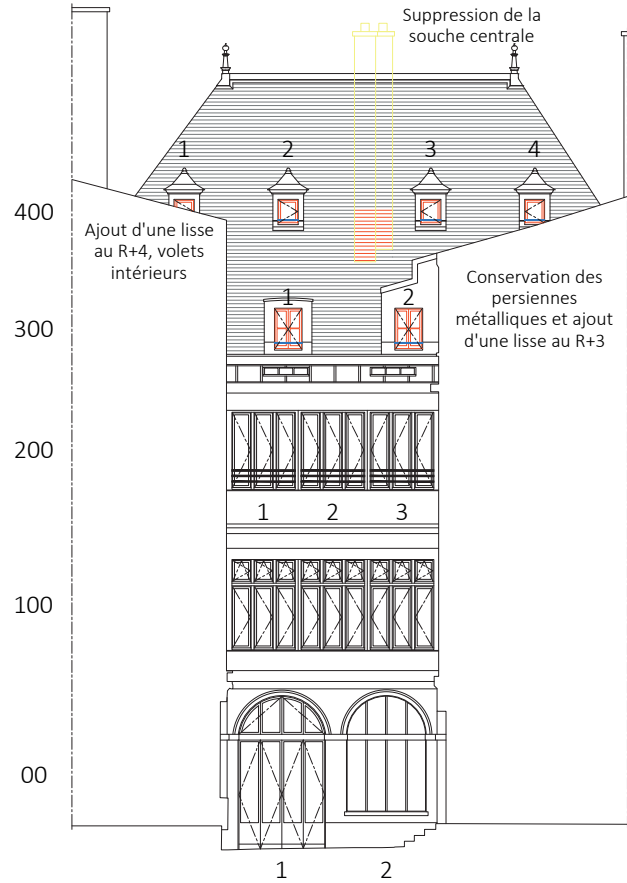 Suppression de la
souche centrale
1 2 3 4
400
Ajout d'une lisse
au R+4, volets
intérieurs
Conservation des
persiennes
métalliques et ajout
d'une lisse au R+3
1 2
300
200
1 2 3
100
00
1 2